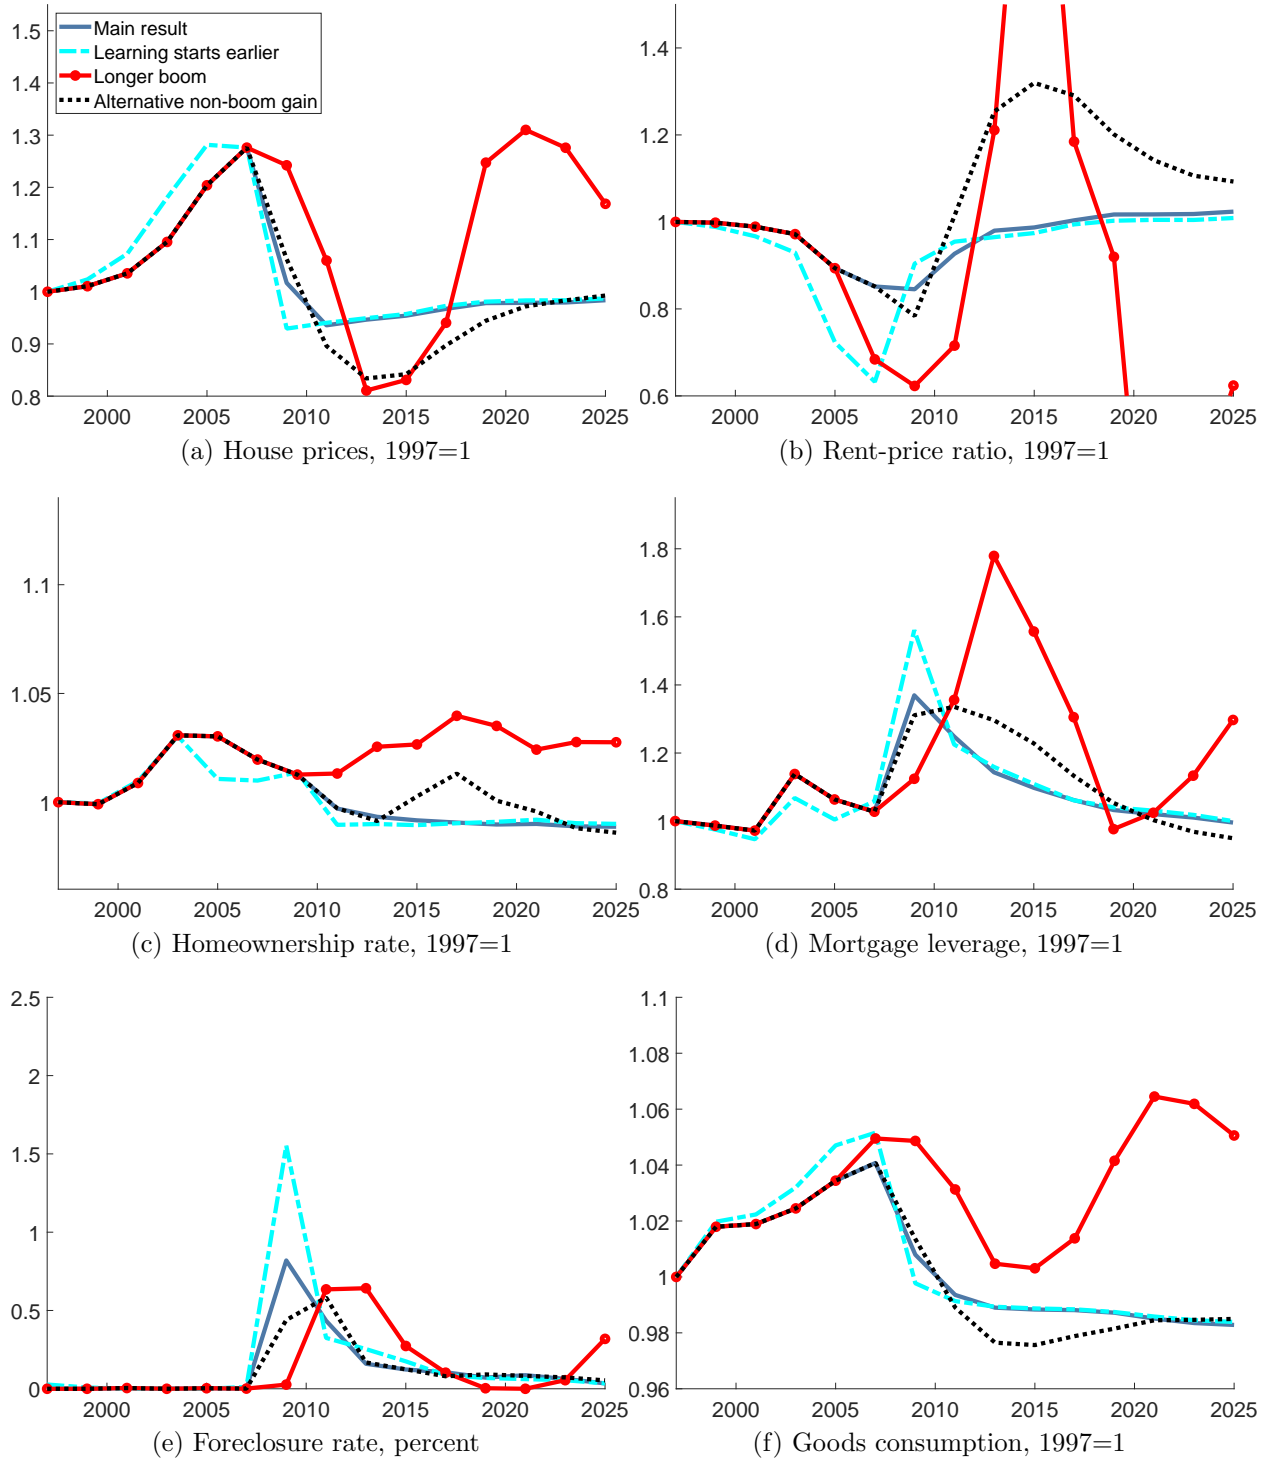 Main result
Learning starts earlier
Longer boom
Alternative non-boom gain
1.5
1.4
1.3
1.2
1.1
1
0.9
0.8
2000 2005 2010 2015 2020 2025
(a) House prices, 1997=1
1.4
1.2
1
0.8
0.6
2000 2005 2010 2015 2020 2025
(b) Rent-price ratio, 1997=1
1.1
1.05
1
2000 2005 2010 2015 2020 2025
(c) Homeownership rate, 1997=1
1.8
1.6
1.4
1.2
1
0.8
2000 2005 2010 2015 2020 2025
(d) Mortgage leverage, 1997=1
2.5
2
1.5
1
0.5
0
2000 2005 2010 2015 2020 2025
(e) Foreclosure rate, percent
1.1
1.08
1.06
1.04
1.02
1
0.98
0.96
2000 2005 2010 2015 2020 2025
(f) Goods consumption, 1997=1